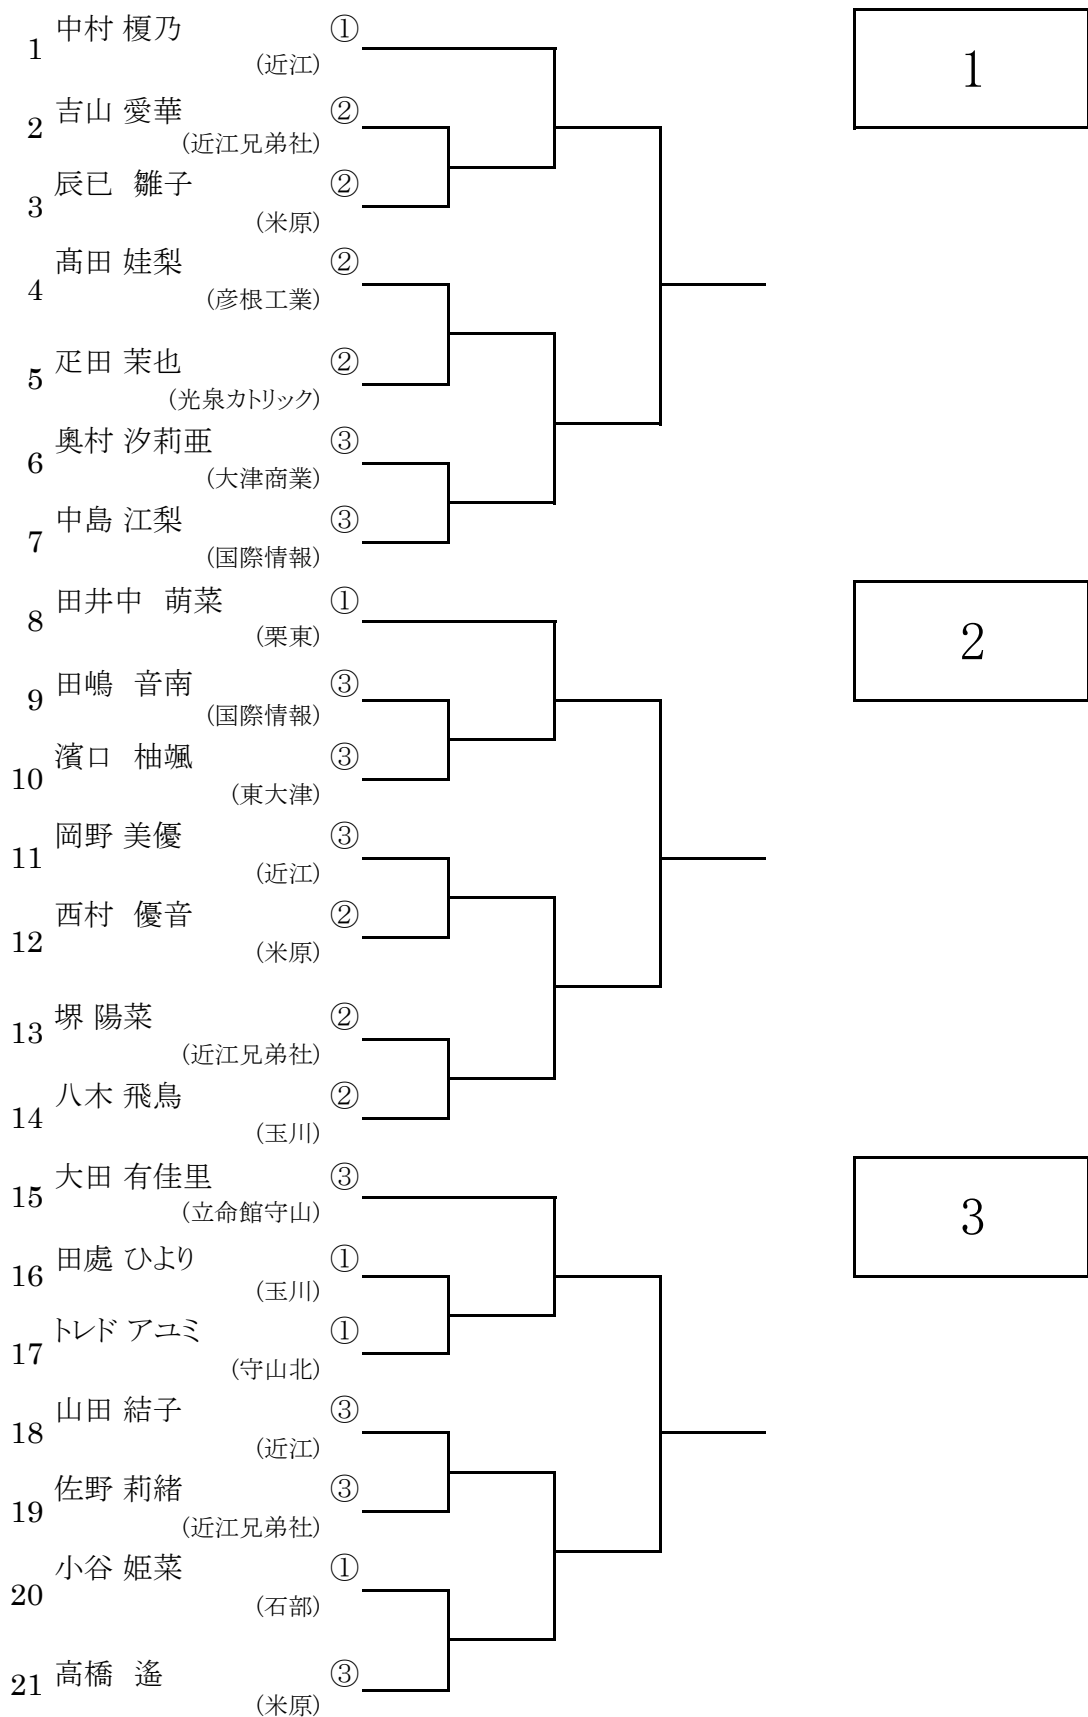 1 中村 榎乃 ①
(近江)
1
2 吉山 愛華 ②
(近江兄弟社)
3 辰已 雛子 ②
(米原)
4 髙田 娃梨 ②
(彦根工業)
5 疋田 茉也 ②
(光泉カトリック)
6 奥村 汐莉亜 ③
(大津商業)
7 中島 江梨 ③
(国際情報)
8 田井中 萌菜 ①
(栗東)
2
9 田嶋 音南 ③
(国際情報)
10 濱口 柚颯 ③
(東大津)
11 岡野 美優 ③
(近江)
12 西村 優音 ②
(米原)
13 堺 陽菜 ②
(近江兄弟社)
14 八木 飛鳥 ②
(玉川)
15 大田 有佳里 ③
(立命館守山)
3
16 田處 ひより ①
(玉川)
17 トレド アユミ ①
(守山北)
18 山田 結子 ③
(近江)
19 佐野 莉緒 ③
(近江兄弟社)
20 小谷 姫菜 ①
(石部)
21 高橋 遙 ③
(米原)